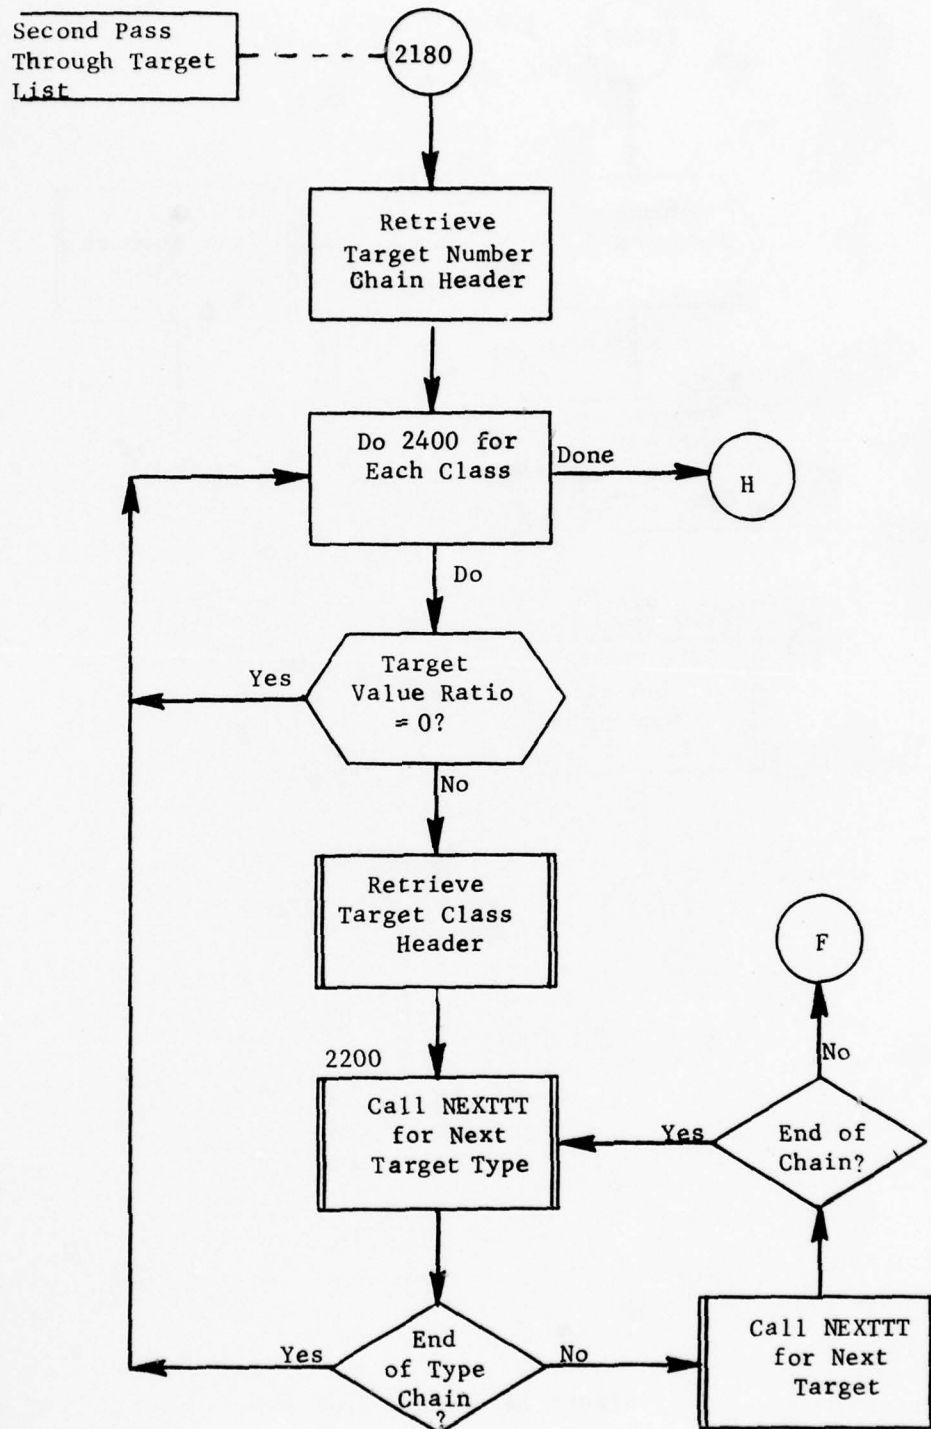 Second Pass
Through Target
List
2180
Retrieve
Target Number
Chain Header
Do 2400 for
Each Class
Done
H
Do
Target
Value Ratio
= 0?
Yes
No
Retrieve
Target Class
Header
F
No
2200
Call NEXTTT
for Next
Target Type
Yes
End of
Chain?
End
of Type
Chain
?
Yes
No
Call NEXTTT
for Next
Target